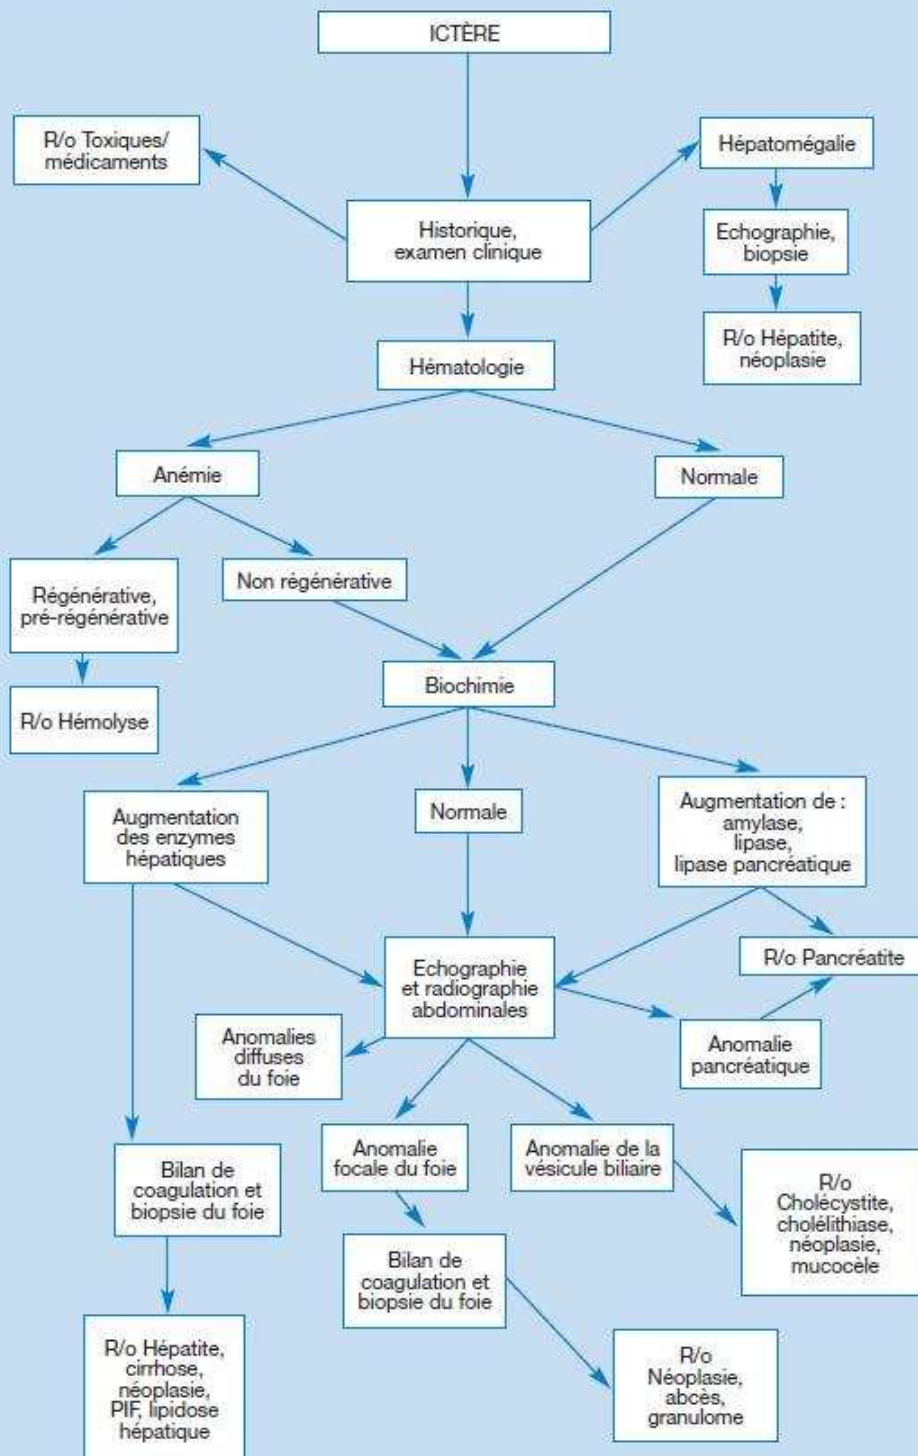 ICTÈRE
R/o Toxiques/
médicaments
Hépatomégalie
Historique,
examen clinique
Echographie,
biopsie
R/o Hépatite,
néoplasie
Hématologie
Anémie
Normale
Régénérative,
pré-régénérative
Non régénérative
R/o Hémolyse
Biochimie
Augmentation
des enzymes
hépatiques
Normale
Augmentation de :
amylase,
lipase,
lipase pancréatique
Echographie
et radiographie
abdominales
R/o Pancréatite
Anomalies
diffuses
du foie
Anomalie
pancréatique
Bilan de
coagulation et
biopsie du foie
Anomalie
focale du foie
Anomalie de la
vésicule biliaire
R/o
Cholécystite,
cholélithiase,
néoplasie,
mucocèle
Bilan de
coagulation et
biopsie du foie
R/o Hépatite,
cirrhose,
néoplasie,
PIF, lipidose
hépatique
R/o
Néoplasie,
abcès,
granulome